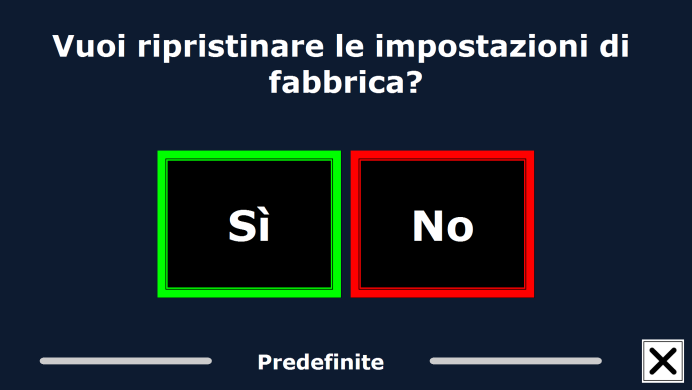 Vuoi ripristinare le impostazioni di
fabbrica?
Sì
No
Predefinite